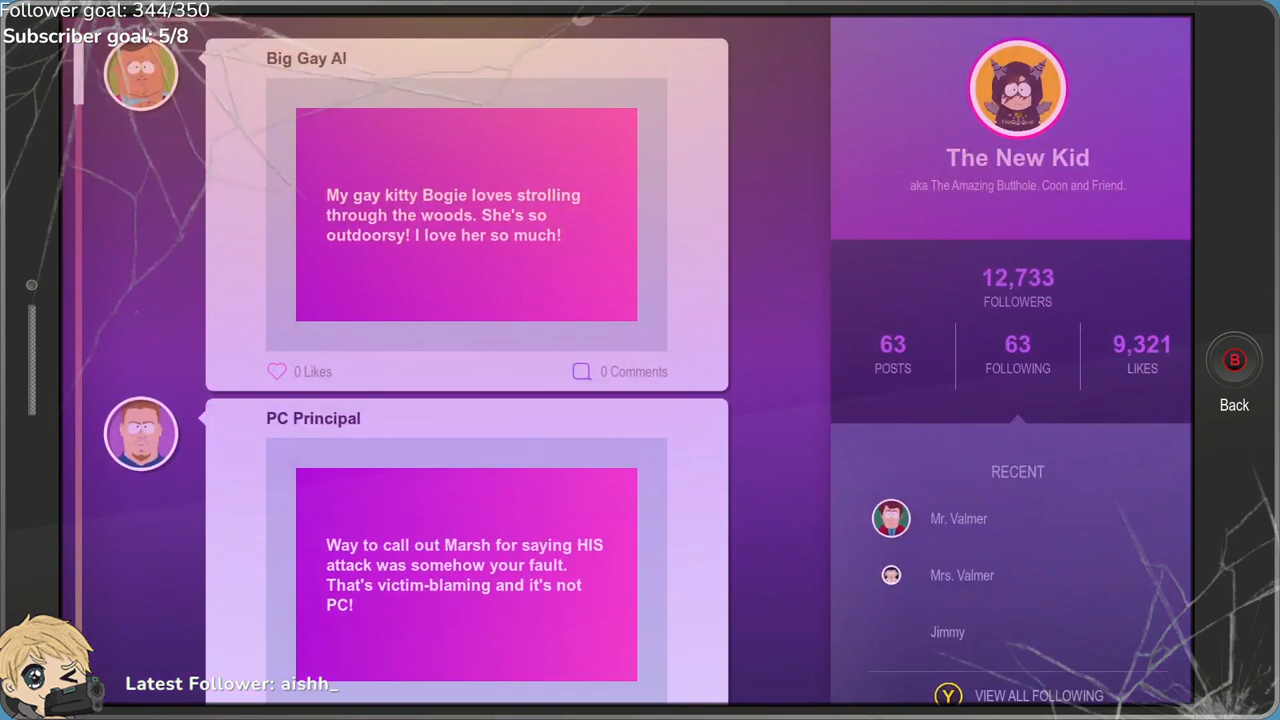 Follower goal: 344/350
Subscriber goal: 5/8
Big Gay Al
My gay kitty Bogie loves strolling
through the woods. She's so
outdoorsy! I love her so much!
0 Likes
0 Comments
PC Principal
Way to call out Marsh for saying HIS
attack was somehow your fault.
That's victim-blaming and it's not
PC!
The New Kid
aka The Amazing Butthole. Coon and Friend.
12,733
FOLLOWERS
63
POSTS
63
FOLLOWING
9,321
LIKES
RECENT
Mr. Valmer
Mrs. Valmer
Jimmy
Y VIEW ALL FOLLOWING
B
Back
Latest Follower: aishh_